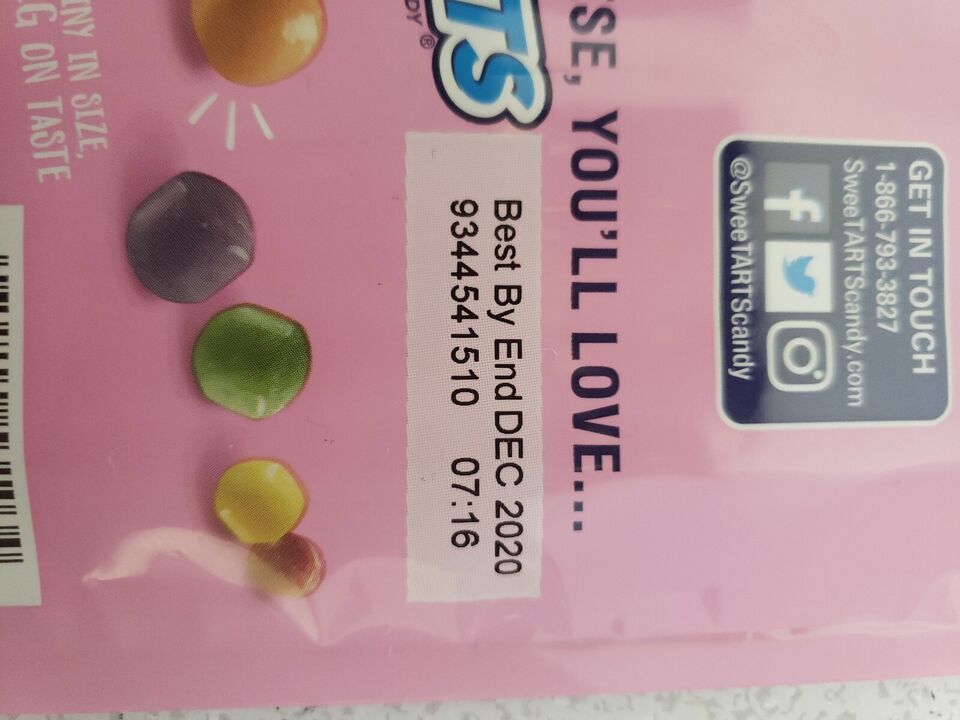 GET IN TOUCH
1-866-793-3827
SweeTARTScandy.com
@SweeTARTScandy
YOU'LL LOVE...
Best By End DEC 2020
9344541510 07:16
IN SIZE,
ON TASTE